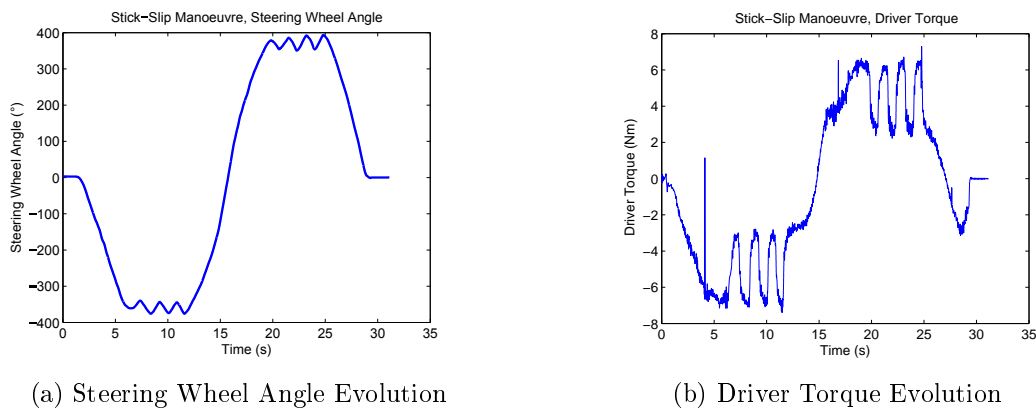 Stick−Slip Manoeuvre, Steering Wheel Angle
400
300
200
100
0
−100
−200
−300
−400
Steering Wheel Angle (°)
0 5 10 15 20 25 30 35
Time (s)
(a) Steering Wheel Angle Evolution
Stick−Slip Manoeuvre, Driver Torque
8
6
4
2
0
−2
−4
−6
−8
Driver Torque (Nm)
0 5 10 15 20 25 30 35
Time (s)
(b) Driver Torque Evolution